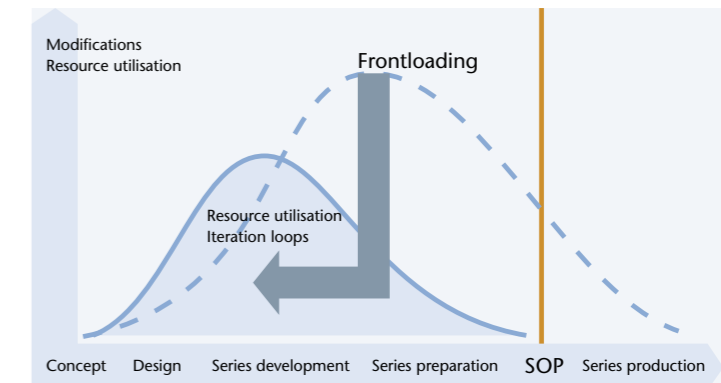 Modifications
Resource utilisation
Frontloading
Resource utilisation
Iteration loops
Concept Design Series development Series preparation SOP Series production